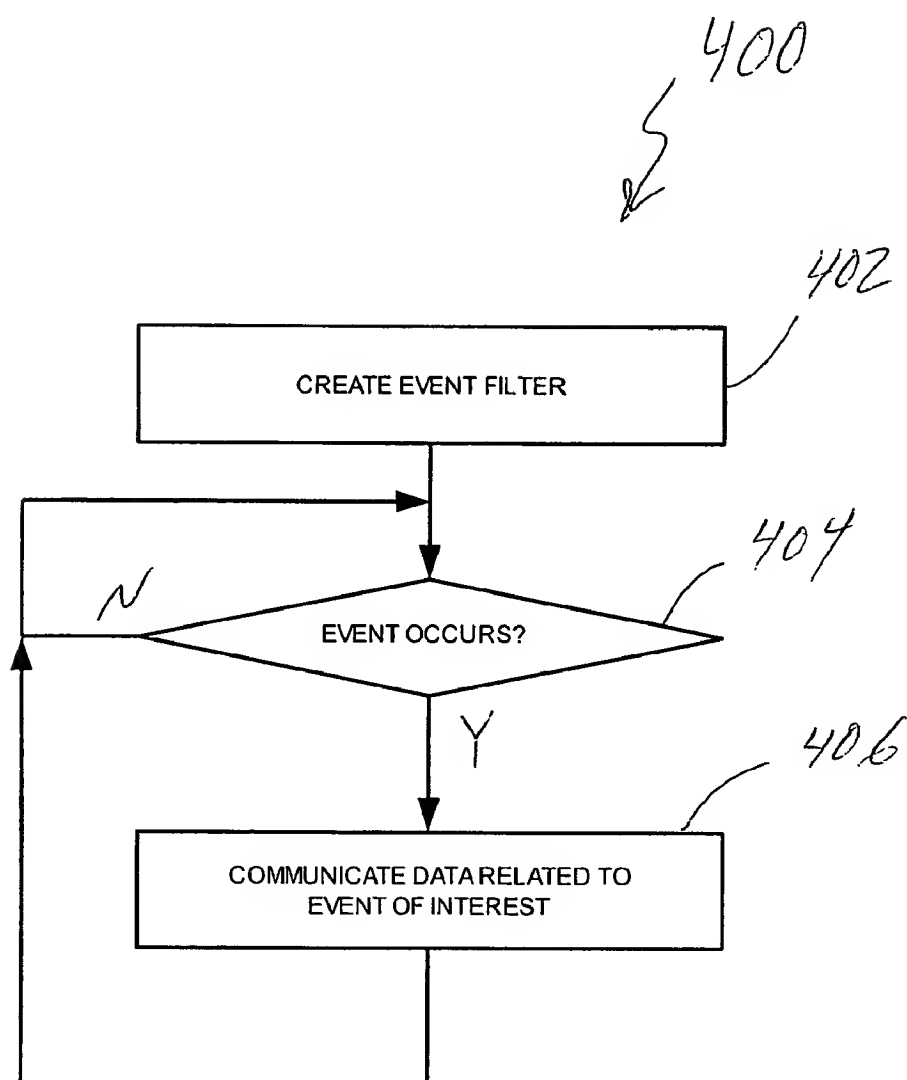 400
402
CREATE EVENT FILTER
404
N
EVENT OCCURS?
Y
406
COMMUNICATE DATA RELATED TO
EVENT OF INTEREST